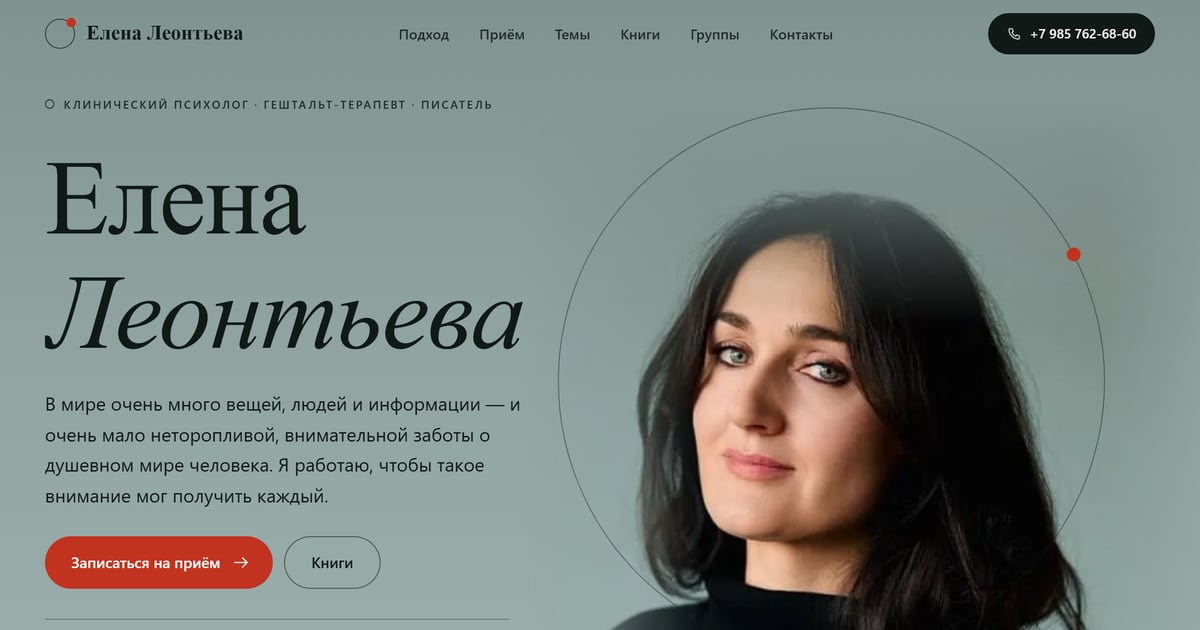 Елена Леонтьева
Подход
Приём
Темы
Книги
Группы
Контакты
+7 985 762-68-60
КЛИНИЧЕСКИЙ ПСИХОЛОГ · ГЕШТАЛЬТ-ТЕРАПЕВТ · ПИСАТЕЛЬ
Елена
Леонтьева
В мире очень много вещей, людей и информации — и
очень мало неторопливой, внимательной заботы о
душевном мире человека. Я работаю, чтобы такое
внимание мог получить каждый.
Записаться на приём →
Книги